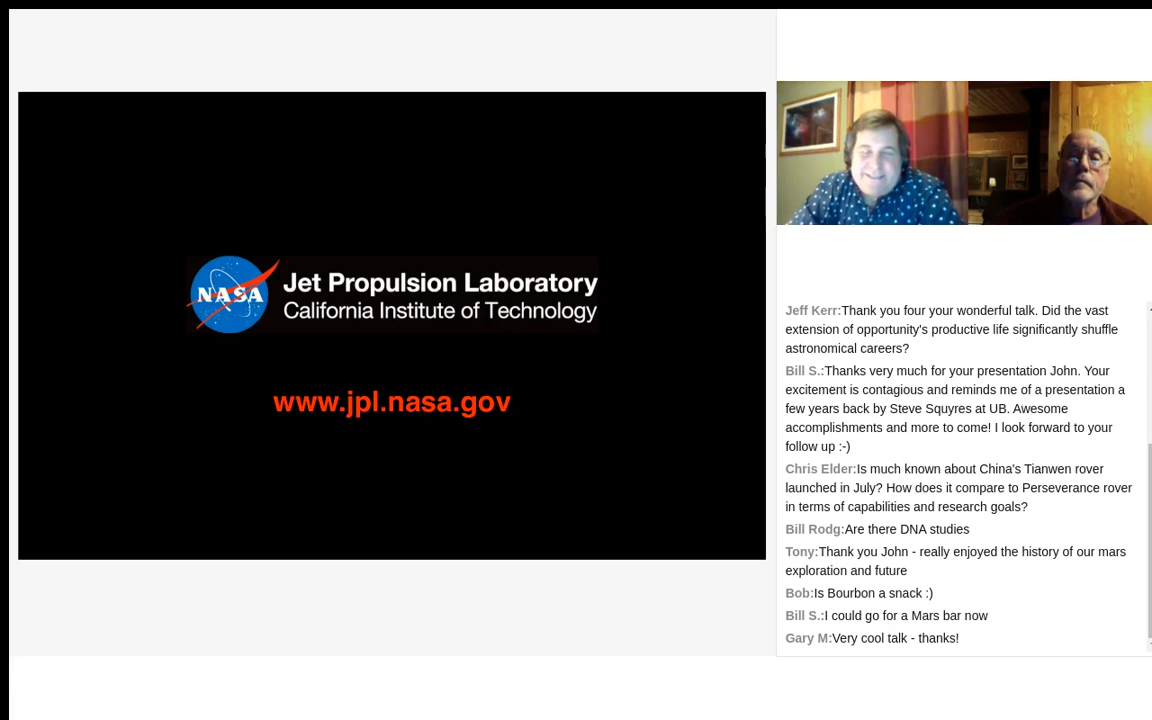 NASA
Jet Propulsion Laboratory
California Institute of Technology
www.jpl.nasa.gov
Jeff Kerr:Thank you four your wonderful talk. Did the vast
extension of opportunity's productive life significantly shuffle
astronomical careers?
Bill S.:Thanks very much for your presentation John. Your
excitement is contagious and reminds me of a presentation a
few years back by Steve Squyres at UB. Awesome
accomplishments and more to come! I look forward to your
follow up :-)
Chris Elder:Is much known about China's Tianwen rover
launched in July? How does it compare to Perseverance rover
in terms of capabilities and research goals?
Bill Rodg:Are there DNA studies
Tony:Thank you John - really enjoyed the history of our mars
exploration and future
Bob:Is Bourbon a snack :)
Bill S.:I could go for a Mars bar now
Gary M:Very cool talk - thanks!